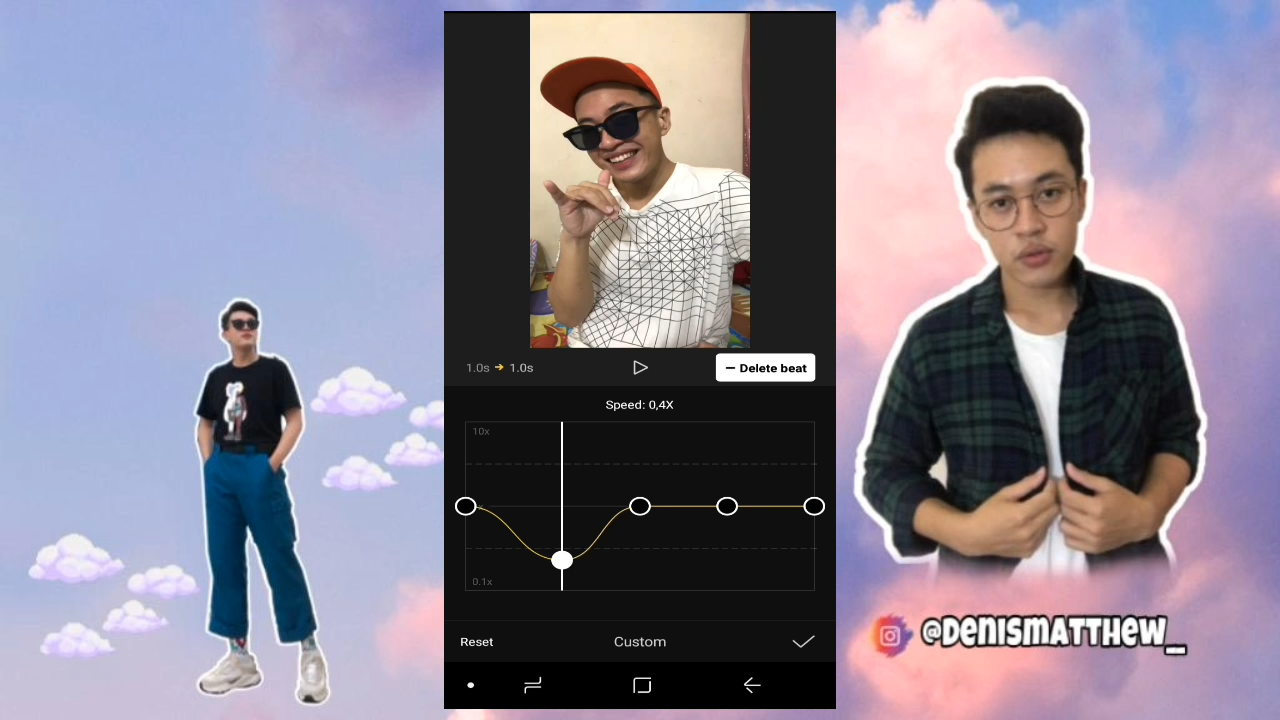 1.0s → 1.0s
— Delete beat
Speed: 0,4X
10x
0.1x
Reset
Custom
@DenisMatthew_